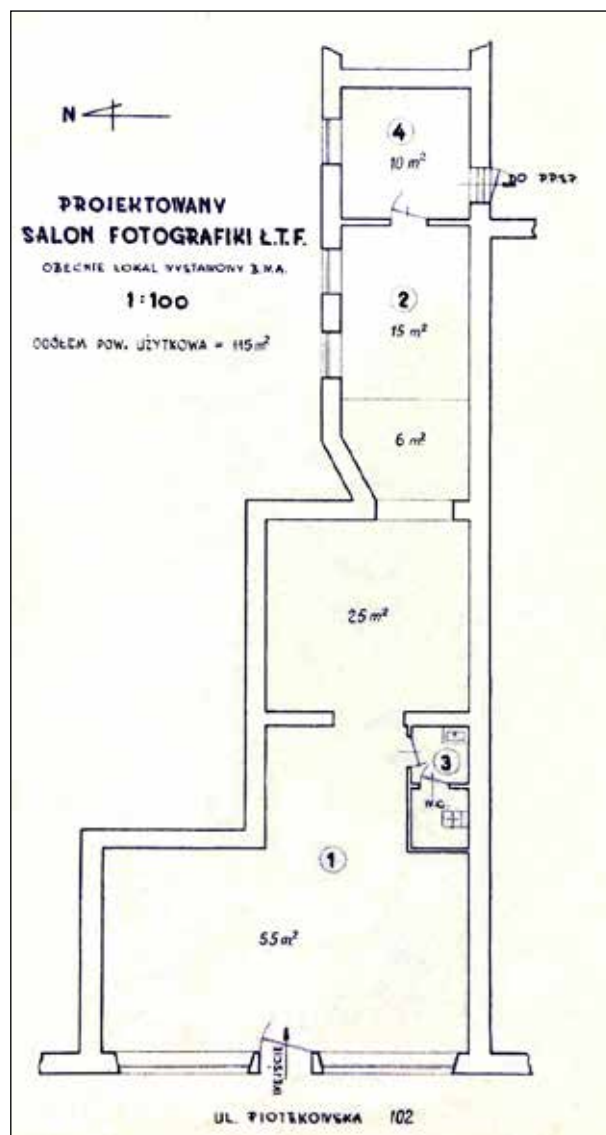 N
PROJEKTOWANY
SALON FOTOGRAFIKI Ł.T.F.
OBECNIE LOKAL WYSTAWOWY B.W.A.
1:100
OGÓŁEM POW. UŻYTKOWA = 115 m²
4
10 m²
DO P.P.S.P.
2
15 m²
6 m²
25 m²
3
W.C.
1
55 m²
WEJŚCIE
UL. PIOTRKOWSKA 102